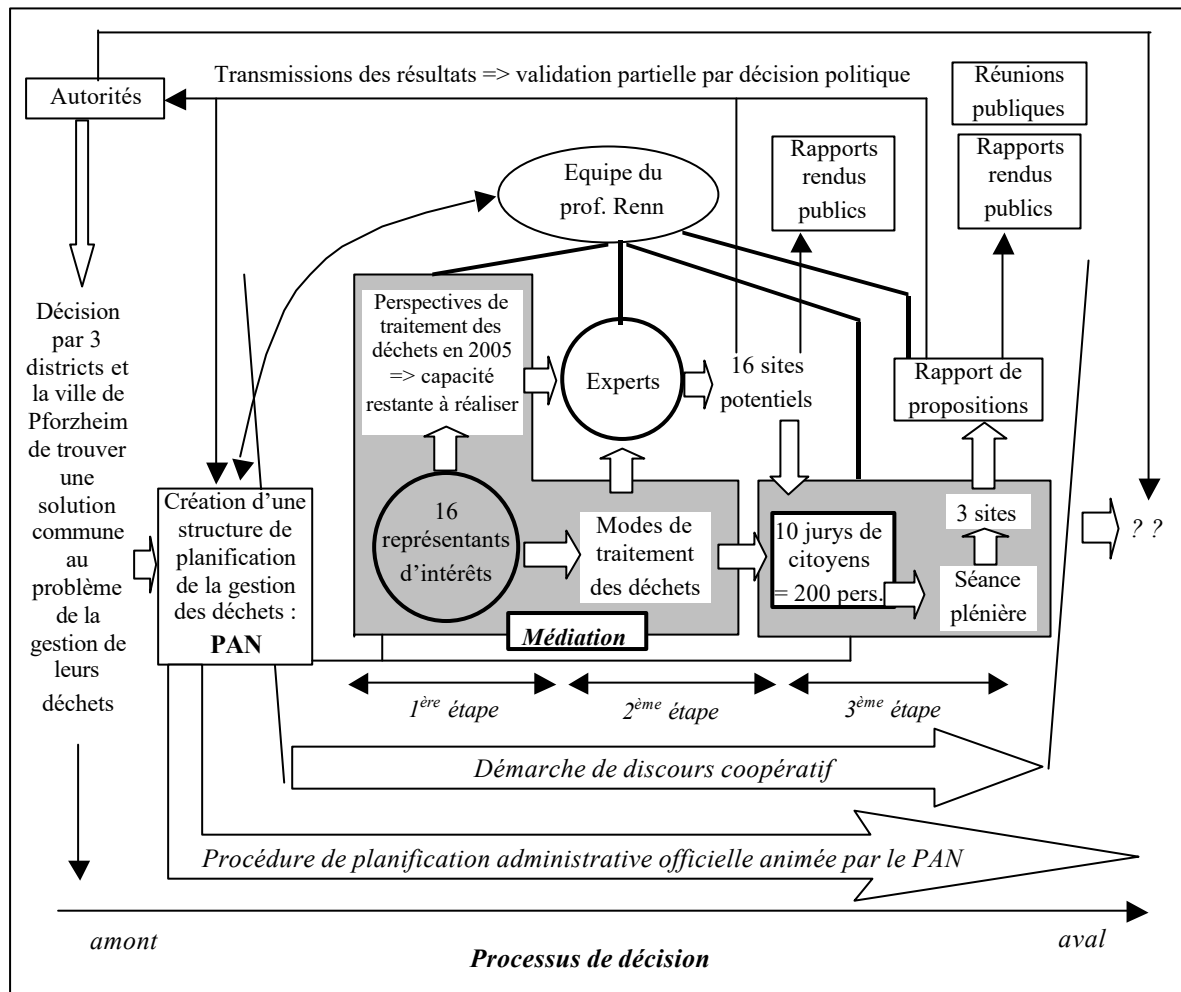 Transmissions des résultats => validation partielle par décision politique
Autorités
Réunions
publiques
Rapports
rendus
publics
Rapports
rendus
publics
Equipe du
prof. Renn
Décision
par 3
districts et
la ville de
Pforzheim
de trouver
une
solution
commune
au
problème
de la
gestion de
leurs
déchets
Création d’une
structure de
planification
de la gestion
des déchets :
PAN
Perspectives de
traitement des
déchets en 2005
=> capacité
restante à réaliser
Experts
16 sites
potentiels
Rapport de
propositions
16
représentants
d’intérêts
Modes de
traitement
des déchets
10 jurys de
citoyens
= 200 pers.
3 sites
Séance
plénière
? ?
Médiation
1ère étape
2ème étape
3ème étape
Démarche de discours coopératif
Procédure de planification administrative officielle animée par le PAN
amont
aval
Processus de décision